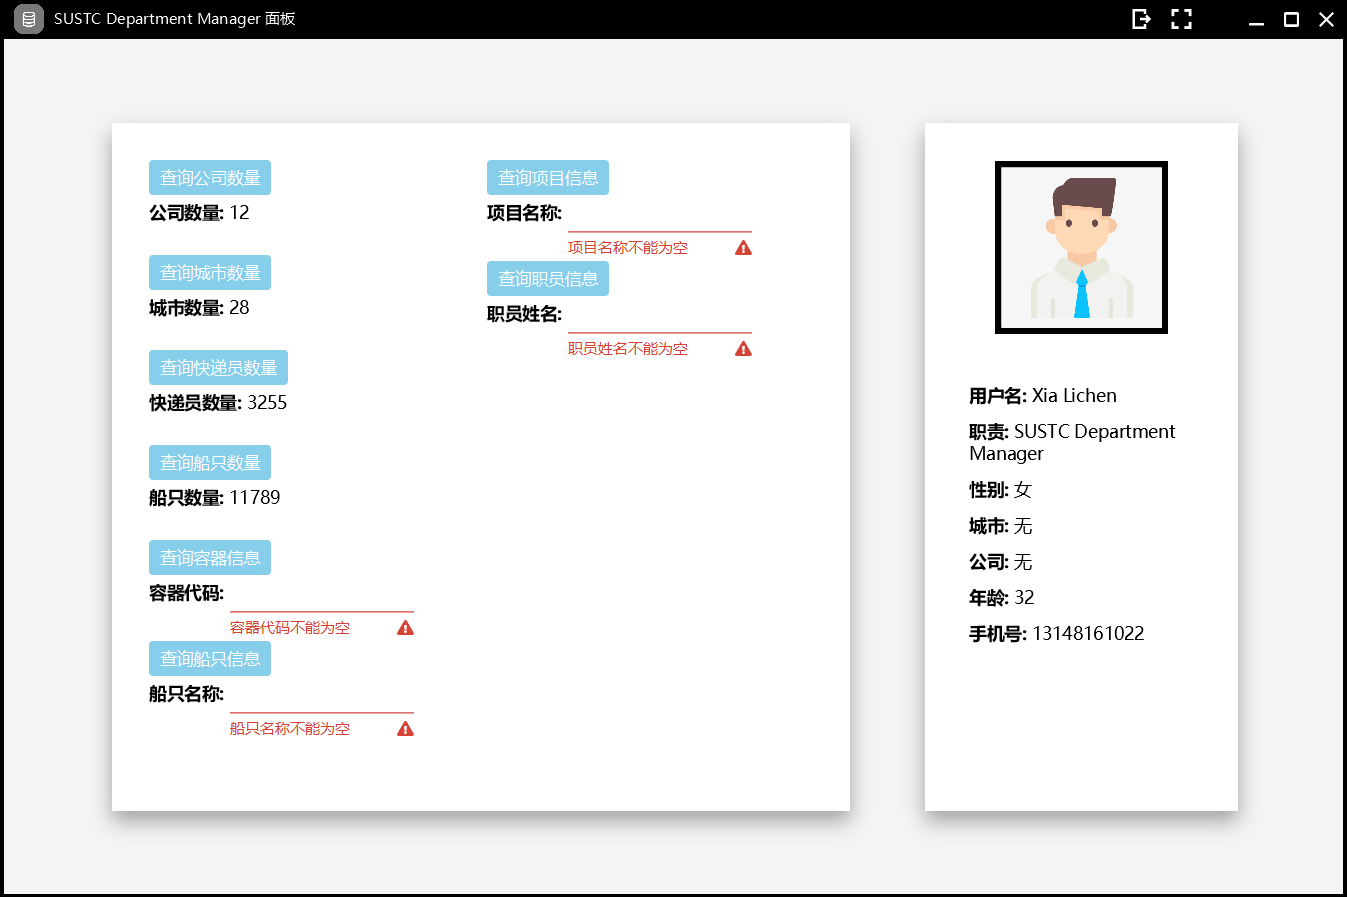 SUSTC Department Manager 面板
查询公司数量
公司数量: 12
查询城市数量
城市数量: 28
查询快递员数量
快递员数量: 3255
查询船只数量
船只数量: 11789
查询容器信息
容器代码:
容器代码不能为空
查询船只信息
船只名称:
船只名称不能为空
查询项目信息
项目名称:
项目名称不能为空
查询职员信息
职员姓名:
职员姓名不能为空
用户名: Xia Lichen
职责: SUSTC Department
Manager
性别: 女
城市: 无
公司: 无
年龄: 32
手机号: 13148161022